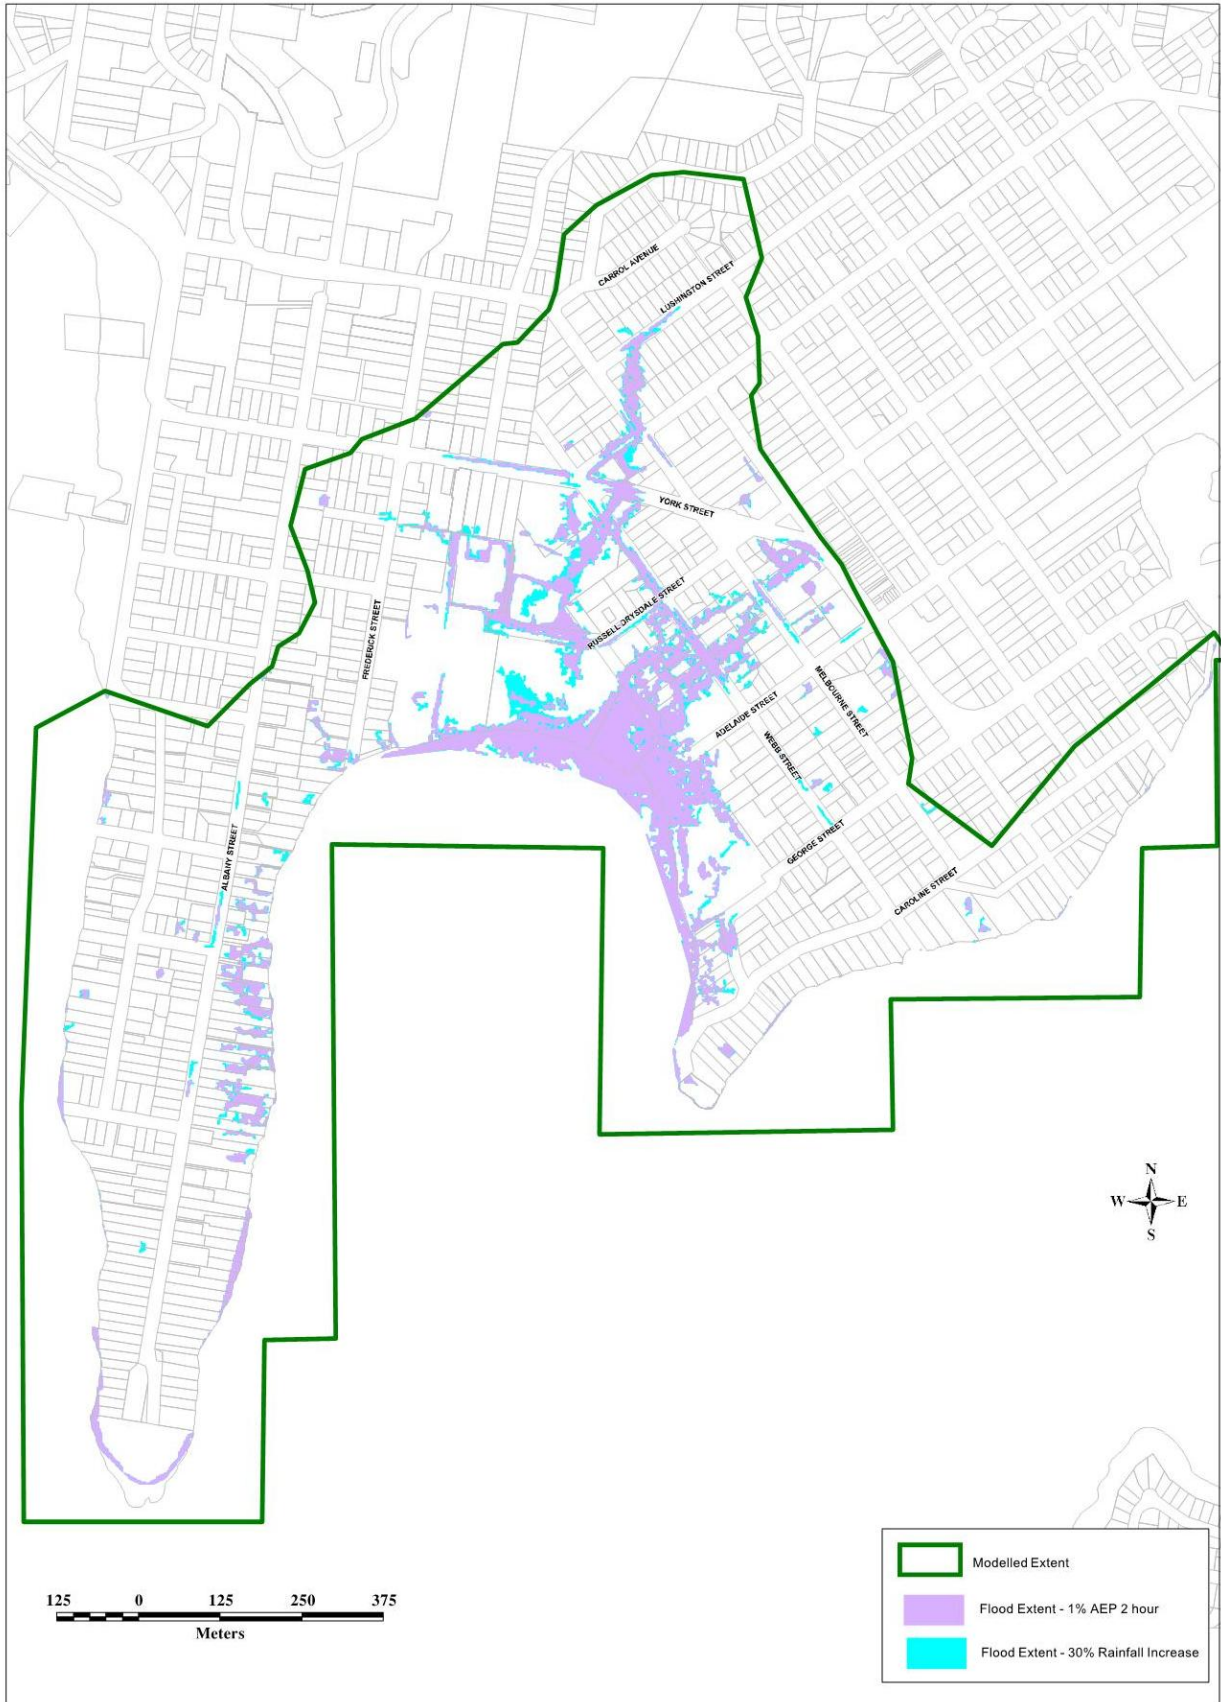 CARROL AVENUE
LUSHINGTON STREET
YORK STREET
RUSSELL DRYSDALE STREET
FREDERICK STREET
MELBOURNE STREET
ADELAIDE STREET
WEBB STREET
GEORGE STREET
ALBANY STREET
CAROLINE STREET
N
W E
S
Modelled Extent
Flood Extent - 1% AEP 2 hour
Flood Extent - 30% Rainfall Increase
125 0 125 250 375
Meters